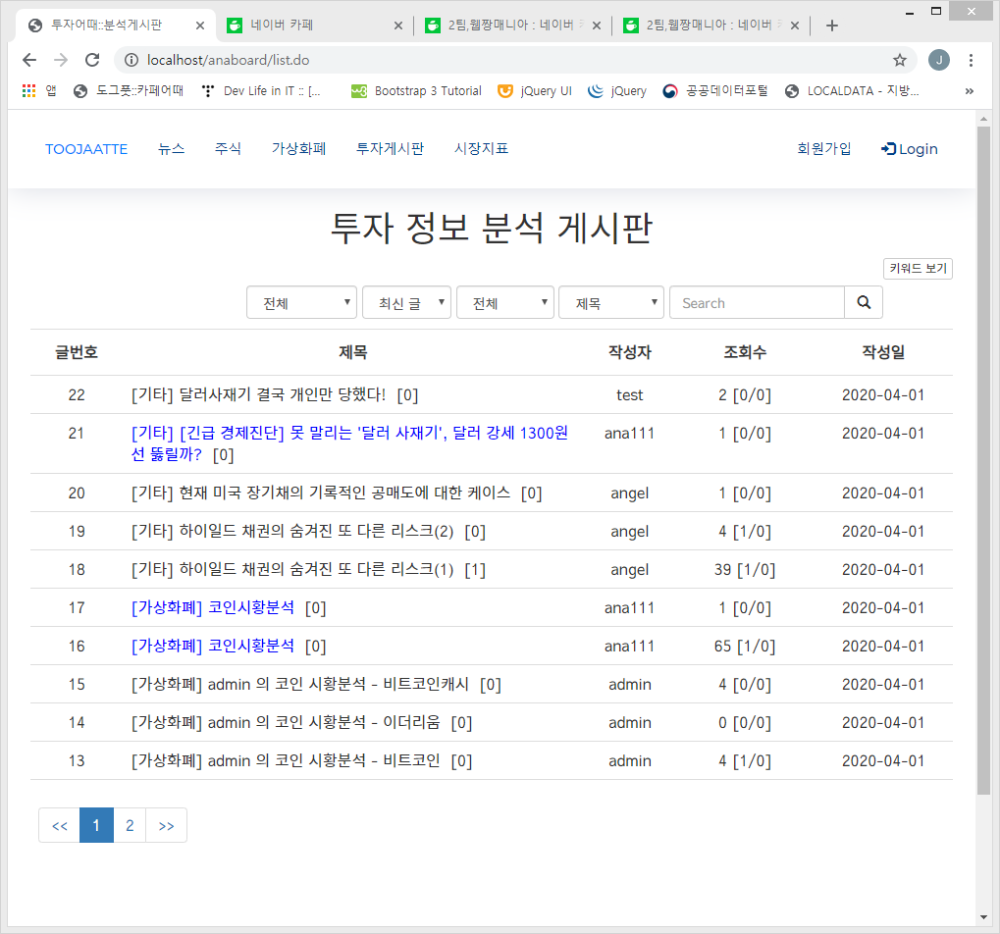 투자어때::분석게시판
네이버 카페
2팀,웹짱매니아 : 네이버
2팀,웹짱매니아 : 네이버
localhost/anaboard/list.do
J
앱
도그풋::카페어때
Dev Life in IT :: [...
Bootstrap 3 Tutorial
jQuery UI
jQuery
공공데이터포털
LOCALDATA - 지방...
»
TOOJAATTE 뉴스 주식 가상화폐 투자게시판 시장지표 회원가입 Login
투자 정보 분석 게시판
키워드 보기
전체 최신 글 전체 제목 Search
글번호 제목 작성자 조회수 작성일
22 [기타] 달러사재기 결국 개인만 당했다! [0] test 2 [0/0] 2020-04-01
21 [기타] [긴급 경제진단] 못 말리는 '달러 사재기', 달러 강세 1300원 ana111 1 [0/0] 2020-04-01
선 뚫릴까? [0]
20 [기타] 현재 미국 장기채의 기록적인 공매도에 대한 케이스 [0] angel 1 [0/0] 2020-04-01
19 [기타] 하이일드 채권의 숨겨진 또 다른 리스크(2) [0] angel 4 [1/0] 2020-04-01
18 [기타] 하이일드 채권의 숨겨진 또 다른 리스크(1) [1] angel 39 [1/0] 2020-04-01
17 [가상화폐] 코인시황분석 [0] ana111 1 [0/0] 2020-04-01
16 [가상화폐] 코인시황분석 [0] ana111 65 [1/0] 2020-04-01
15 [가상화폐] admin 의 코인 시황분석 - 비트코인캐시 [0] admin 4 [0/0] 2020-04-01
14 [가상화폐] admin 의 코인 시황분석 - 이더리움 [0] admin 0 [0/0] 2020-04-01
13 [가상화폐] admin 의 코인 시황분석 - 비트코인 [0] admin 4 [1/0] 2020-04-01
<< 1 2 >>